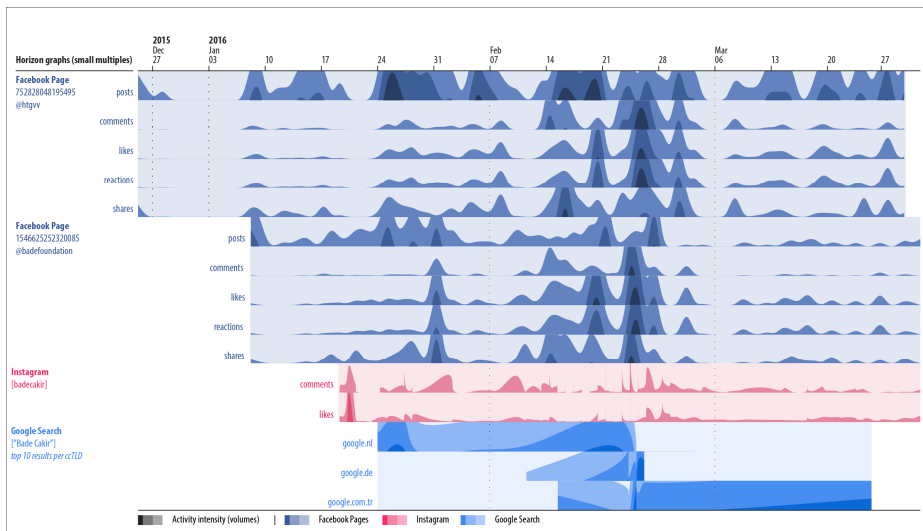 2015 2016
Dec Jan Feb Mar
Horizon graphs (small multiples) 27 03 10 17 24 31 07 14 21 28 06 13 20 27
Facebook Page
752828048195495
@htgvv
posts
comments
likes
reactions
shares
Facebook Page
1546625252320085
@badefoundation
posts
comments
likes
reactions
shares
Instagram
[badecakir]
comments
likes
Google Search
["Bade Cakir"]
top 10 results per ccTLD
google.nl
google.de
google.com.tr
Activity intensity (volumes) | Facebook Pages Instagram Google Search